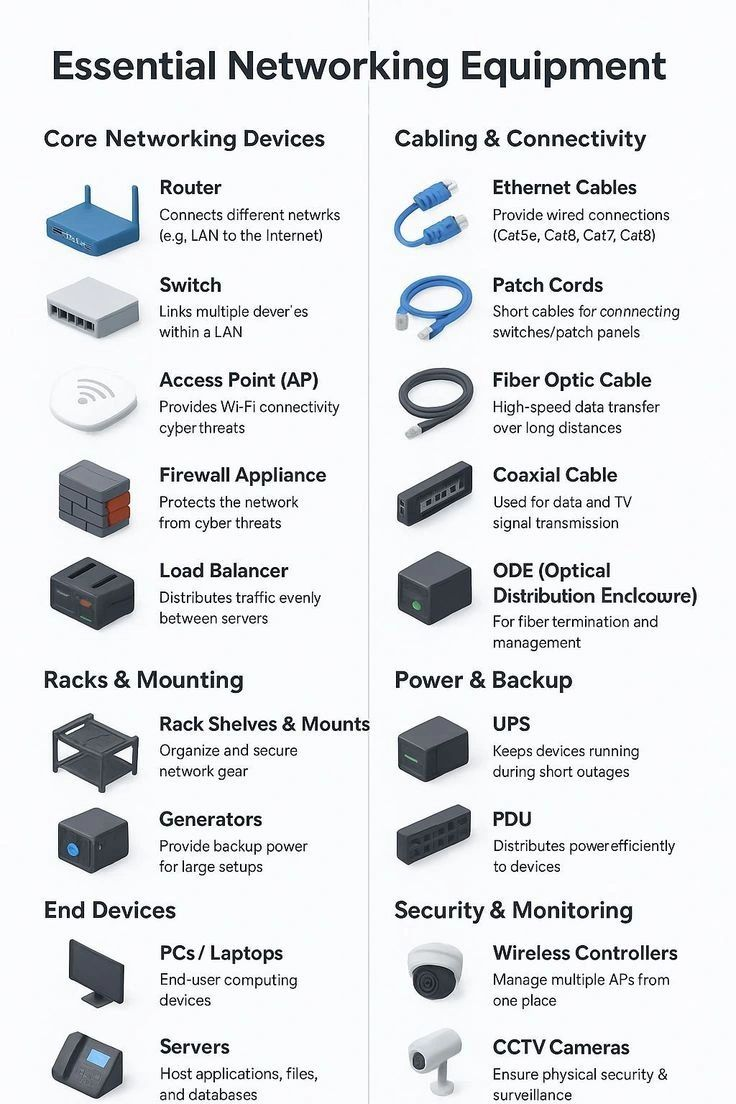 Essential Networking Equipment
Core Networking Devices
Router
Connects different netwrks
(e.g, LAN to the Internet)
Switch
Links multiple dever'es
within a LAN
Access Point (AP)
Provides Wi-Fi connectivity
cyber threats
Firewall Appliance
Protects the network
from cyber threats
Load Balancer
Distributes traffic evenly
between servers
Racks & Mounting
Rack Shelves & Mounts
Organize and secure
network gear
Generators
Provide backup power
for large setups
End Devices
PCs / Laptops
End-user computing
devices
Servers
Host applications, files,
and databases
Cabling & Connectivity
Ethernet Cables
Provide wired connections
(Cat5e, Cat8, Cat7, Cat8)
Patch Cords
Short cables for connnecting
switches/patch panels
Fiber Optic Cable
High-speed data transfer
over long distances
Coaxial Cable
Used for data and TV
signal transmission
ODE (Optical
Distribution Enclcowre)
For fiber termination and
management
Power & Backup
UPS
Keeps devices running
during short outages
PDU
Distributes powerefficiently
to devices
Security & Monitoring
Wireless Controllers
Manage multiple APs from
one place
CCTV Cameras
Ensure physical security &
surveillance